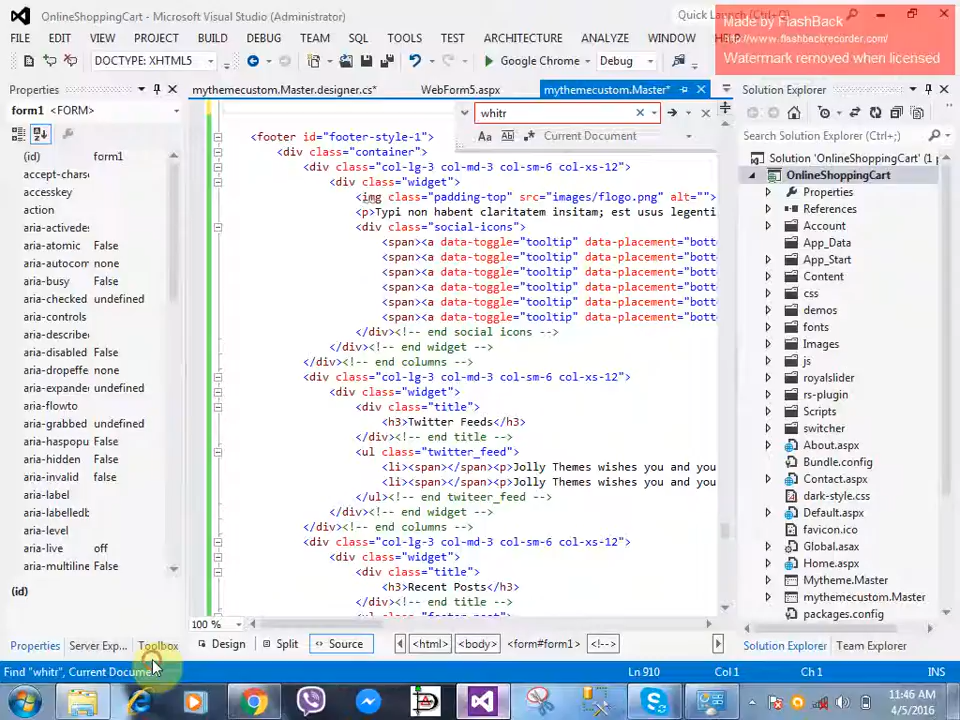 OnlineShoppingCart - Microsoft Visual Studio (Administrator)
Quick Launch (Ctrl+Q)
Made by FlashBack
http://www.flashbackrecorder.com/
Watermark removed when licensed
FILE EDIT VIEW PROJECT BUILD DEBUG TEAM SQL TOOLS TEST ARCHITECTURE ANALYZE WINDOW
DOCTYPE: XHTML5 Google Chrome Debug
Properties
mythemecustom.Master.designer.cs* WebForm5.aspx mythemecustom.Master*
Solution Explorer
form1 <FORM>
whitr
Aa Current Document
Search Solution Explorer (Ctrl+;)
(id) form1
accept-charse
accesskey
action
aria-activedes
aria-atomic False
aria-autocom none
aria-busy False
aria-checked undefined
aria-controls
aria-describe
aria-disabled False
aria-dropeffe none
aria-expande undefined
aria-flowto
aria-grabbed undefined
aria-haspopu False
aria-hidden False
aria-invalid false
aria-label
aria-labelledb
aria-level
aria-live off
aria-multiline False
(id)
<footer id="footer-style-1">
<div class="container">
<div class="col-lg-3 col-md-3 col-sm-6 col-xs-12">
<div class="widget">
<img class="padding-top" src="images/flogo.png" alt="">
<p>Typi non habent claritatem insitam; est usus legenti
<div class="social-icons">
<span><a data-toggle="tooltip" data-placement="bott
<span><a data-toggle="tooltip" data-placement="bott
<span><a data-toggle="tooltip" data-placement="bott
<span><a data-toggle="tooltip" data-placement="bott
<span><a data-toggle="tooltip" data-placement="bott
<span><a data-toggle="tooltip" data-placement="bott
</div><!-- end social icons -->
</div><!-- end widget -->
</div><!-- end columns -->
<div class="col-lg-3 col-md-3 col-sm-6 col-xs-12">
<div class="widget">
<div class="title">
<h3>Twitter Feeds</h3>
</div><!-- end title -->
<ul class="twitter_feed">
<li><span></span><p>Jolly Themes wishes you and you
<li><span></span><p>Jolly Themes wishes you and you
</ul><!-- end twiteer_feed -->
</div><!-- end widget -->
</div><!-- end columns -->
<div class="col-lg-3 col-md-3 col-sm-6 col-xs-12">
<div class="widget">
<div class="title">
<h3>Recent Posts</h3>
</div><!-- end title -->
Solution 'OnlineShoppingCart' (1
OnlineShoppingCart
Properties
References
Account
App_Data
App_Start
Content
css
demos
fonts
Images
js
royalslider
rs-plugin
Scripts
switcher
About.aspx
Bundle.config
Contact.aspx
dark-style.css
Default.aspx
favicon.ico
Global.asax
Home.aspx
Mytheme.Master
mythemecustom.Master
packages.config
100 %
Properties Server Exp... Toolbox
Design Split Source <html> <body> <form#form1> <!-->
Solution Explorer Team Explorer
Find "whitr", Current Docume
Ln 910 Col 1 Ch 1 INS
11:46 AM
4/5/2016